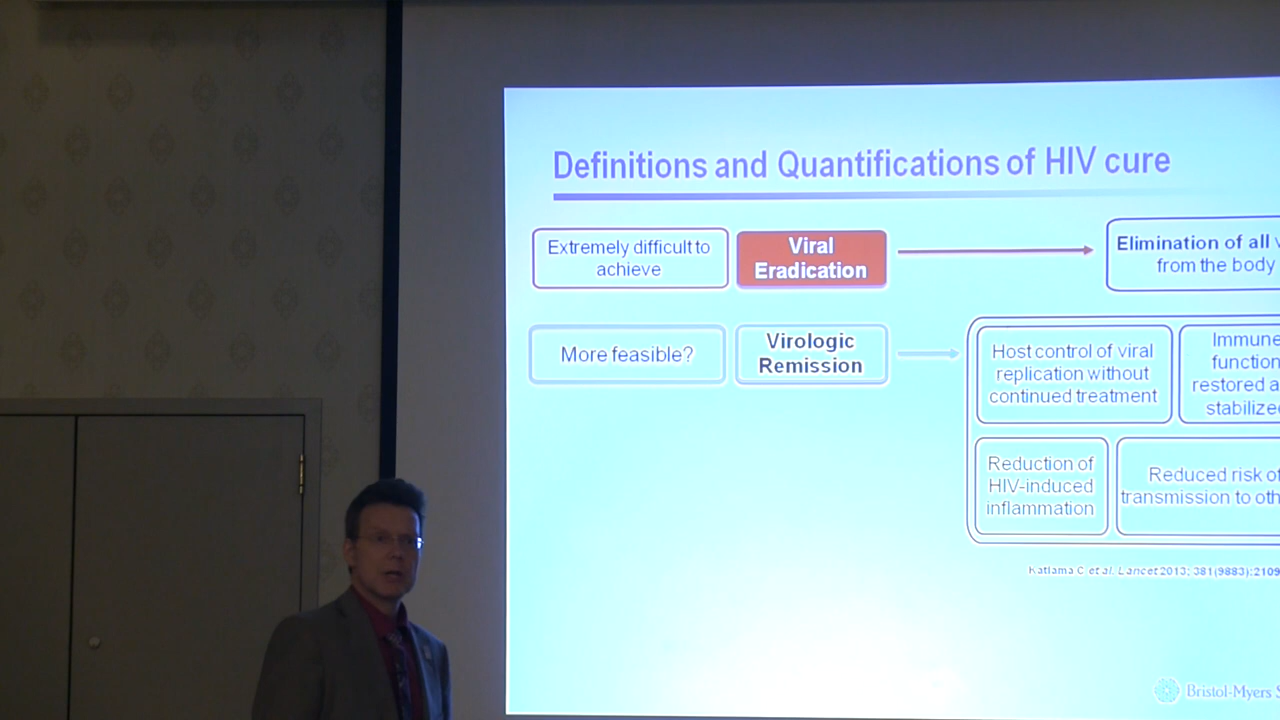 Definitions and Quantifications of HIV cure
Extremely difficult to
achieve
Viral
Eradication
Elimination of all
from the body
More feasible?
Virologic
Remission
Host control of viral
replication without
continued treatment
Immune
function
restored
Reduction of
HIV-induced
inflammation
Reduced risk of
transmission to
Katlama C et al. Lancet 2013; 381(9883):2109
Bristol-Myers